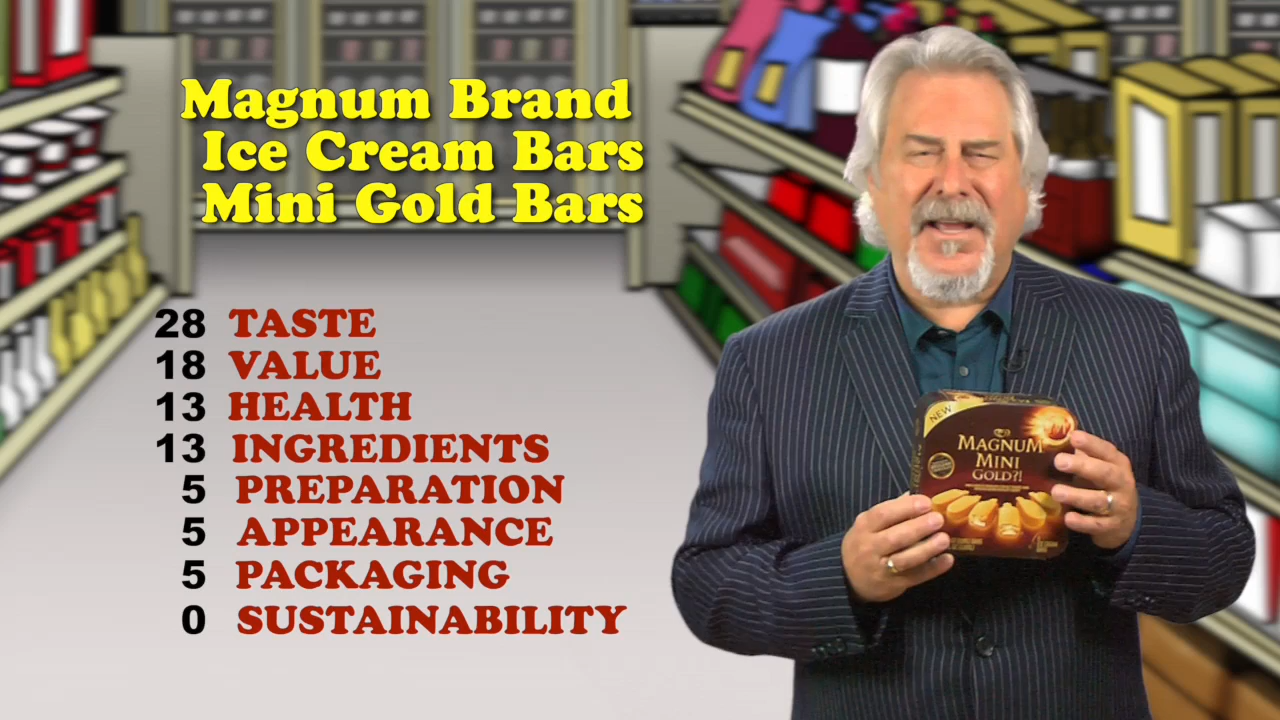 Magnum Brand
Ice Cream Bars
Mini Gold Bars
28 TASTE
18 VALUE
13 HEALTH
13 INGREDIENTS
5 PREPARATION
5 APPEARANCE
5 PACKAGING
0 SUSTAINABILITY
NEW
MAGNUM
MINI
GOLD?!